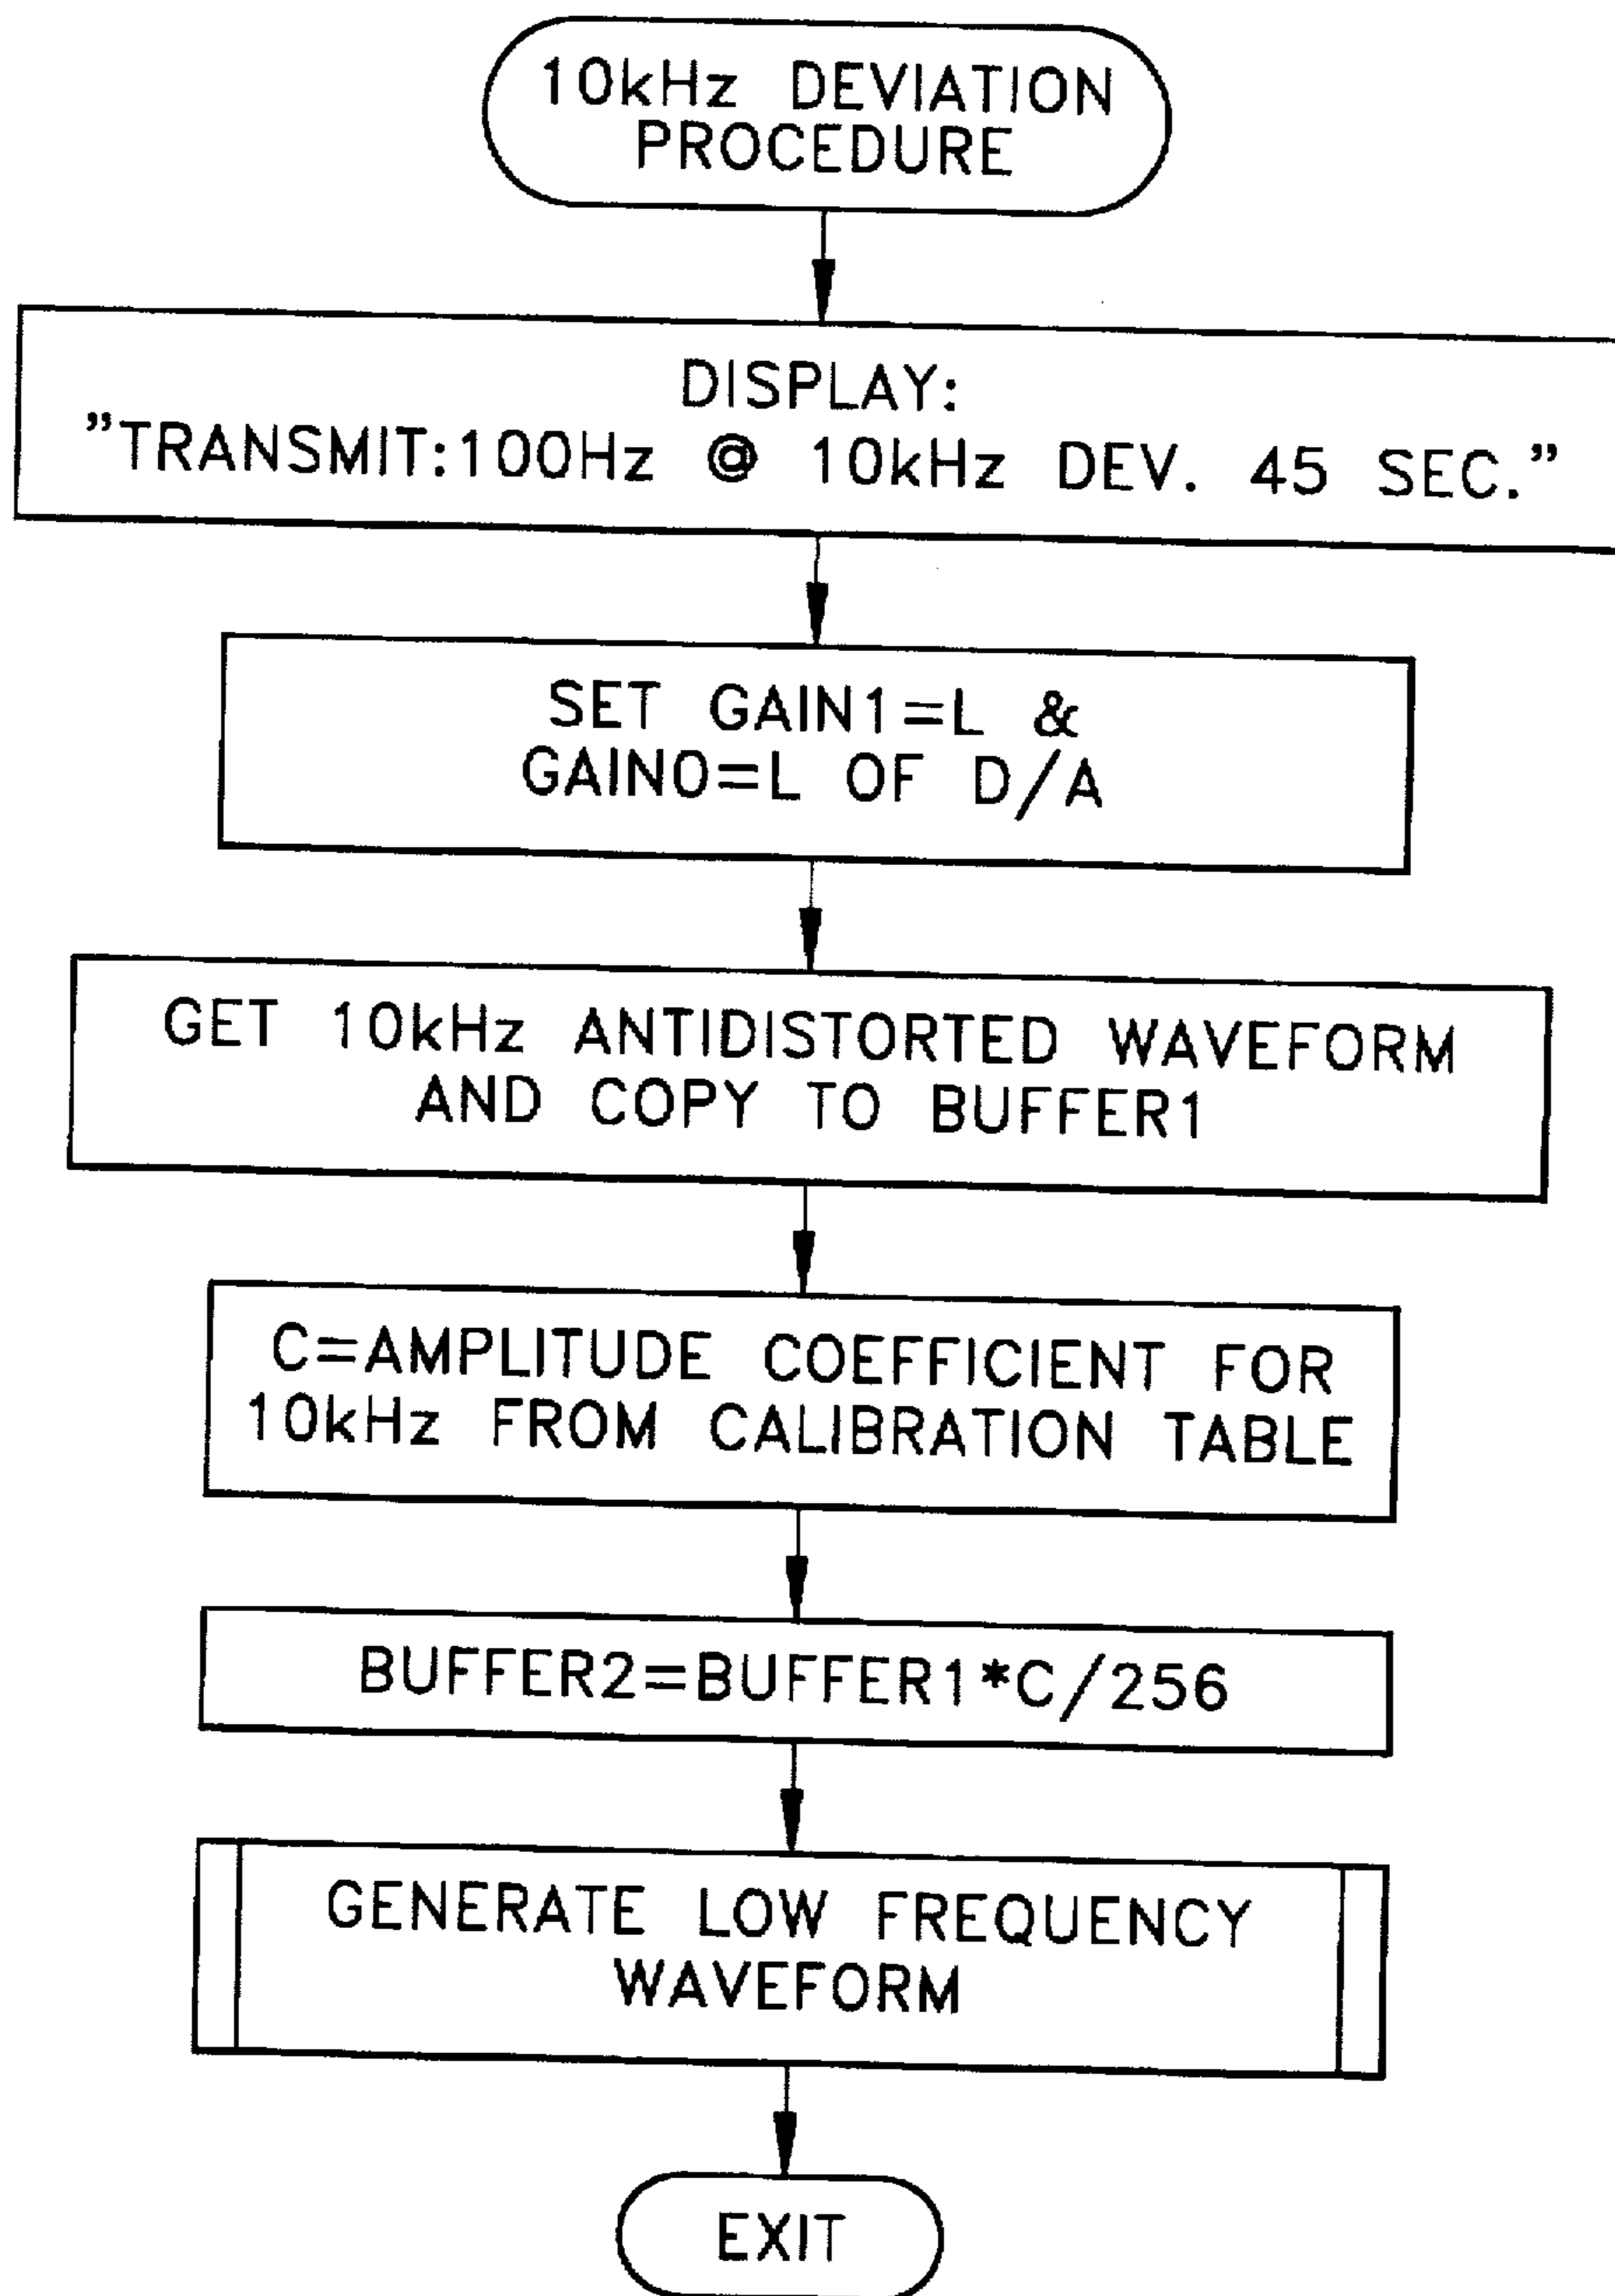 10kHz DEVIATION
PROCEDURE
DISPLAY:
"TRANSMIT:100Hz @ 10kHz DEV. 45 SEC."
SET GAIN1=L &
GAIN0=L OF D/A
GET 10kHz ANTIDISTORTED WAVEFORM
AND COPY TO BUFFER1
C=AMPLITUDE COEFFICIENT FOR
10kHz FROM CALIBRATION TABLE
BUFFER2=BUFFER1*C/256
GENERATE LOW FREQUENCY
WAVEFORM
EXIT